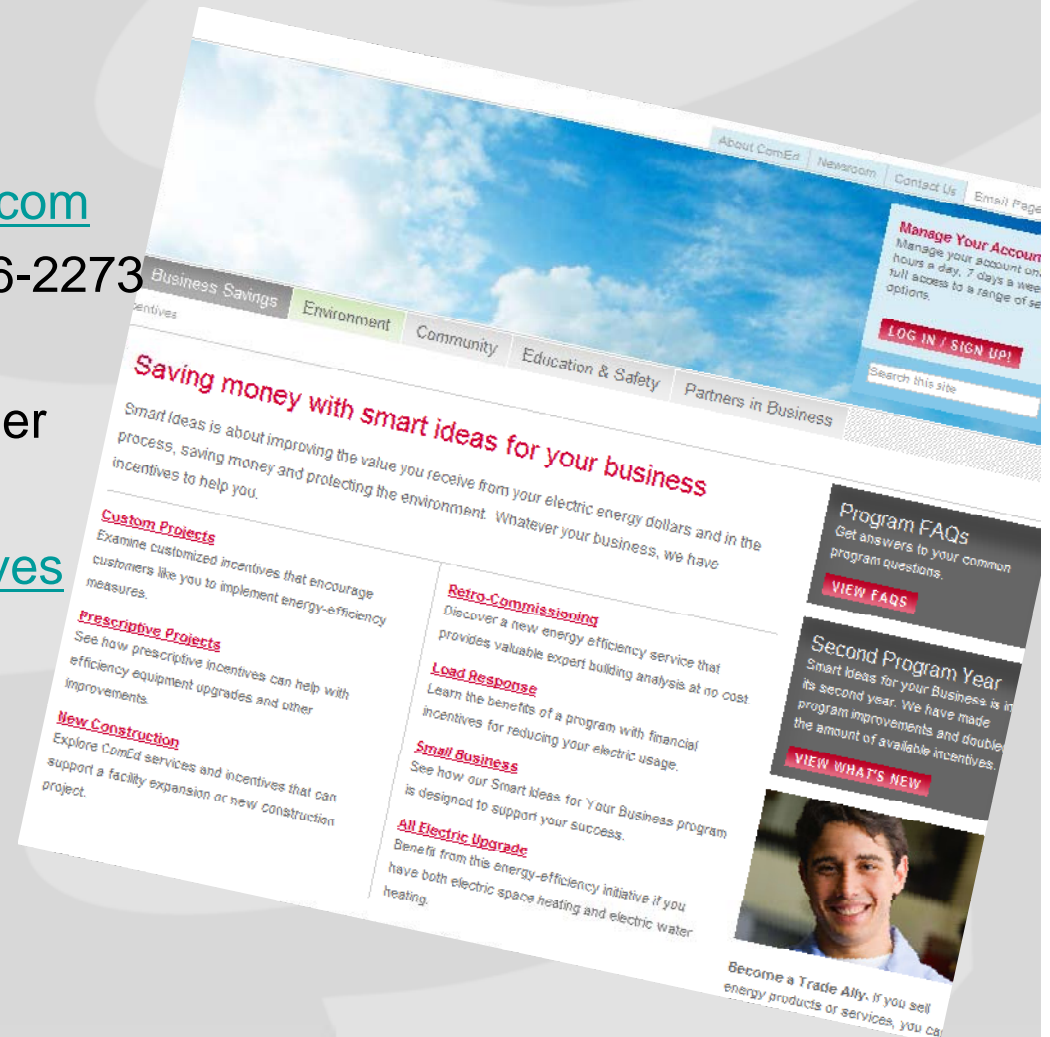 com
6-2273
er
ves
About ComEd
Newsroom
Contact Us
Email Page
Manage Your Account
Manage your account onl
hours a day, 7 days a wee
full access to a range of se
options.
LOG IN / SIGN UP!
Search this site
Business Savings
Environment
Community
Education & Safety
Partners in Business
centives
Saving money with smart ideas for your business
Smart Ideas is about improving the value you receive from your electric energy dollars and in the
process, saving money and protecting the environment. Whatever your business, we have
incentives to help you.
Custom Projects
Examine customized incentives that encourage
customers like you to implement energy-efficiency
measures.
Prescriptive Projects
See how prescriptive incentives can help with
efficiency equipment upgrades and other
improvements.
New Construction
Explore ComEd services and incentives that can
support a facility expansion or new construction
project.
Retro-Commissioning
Discover a new energy efficiency service that
provides valuable expert building analysis at no cost.
Load Response
Learn the benefits of a program with financial
incentives for reducing your electric usage.
Small Business
See how our Smart Ideas for Your Business program
is designed to support your success.
All Electric Upgrade
Benefit from this energy-efficiency initiative if you
have both electric space heating and electric water
heating.
Program FAQs
Get answers to your common
program questions.
VIEW FAQS
Second Program Year
Smart Ideas for your Business is in
its second year. We have made
program improvements and double
the amount of available incentives.
VIEW WHAT'S NEW
Become a Trade Ally. If you sell
energy products or services, you ca